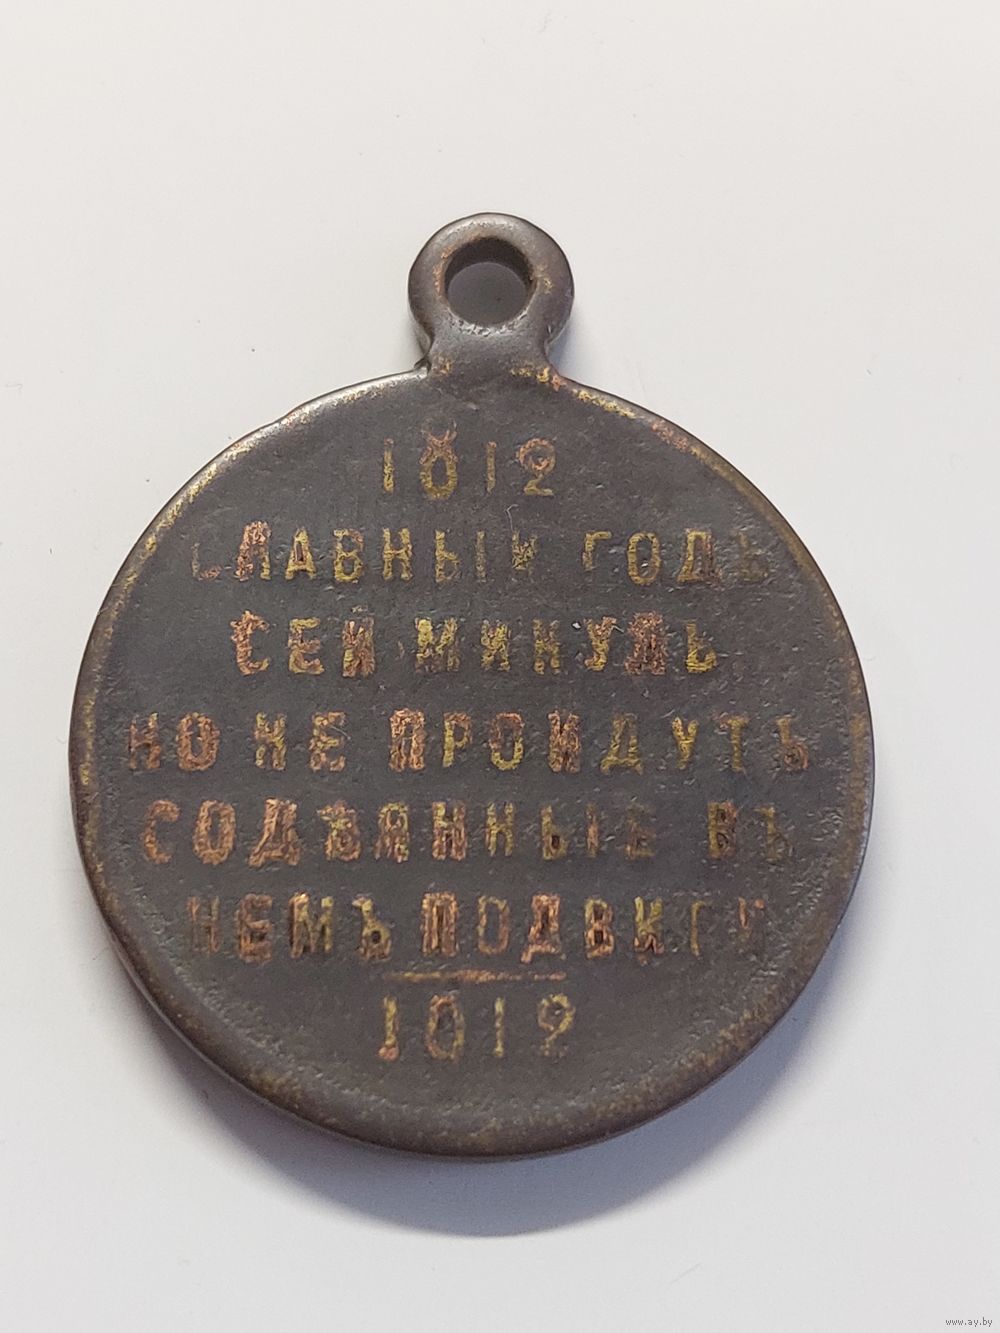 1812
СЛАВНЫЙ ГОДЪ
СЕЙ МИНУЛЪ
НО НЕ ПРОЙДУТЪ
СОДѢЯННЫЕ ВЪ
НЕМЪ ПОДВИГИ
1912
www.ay.by